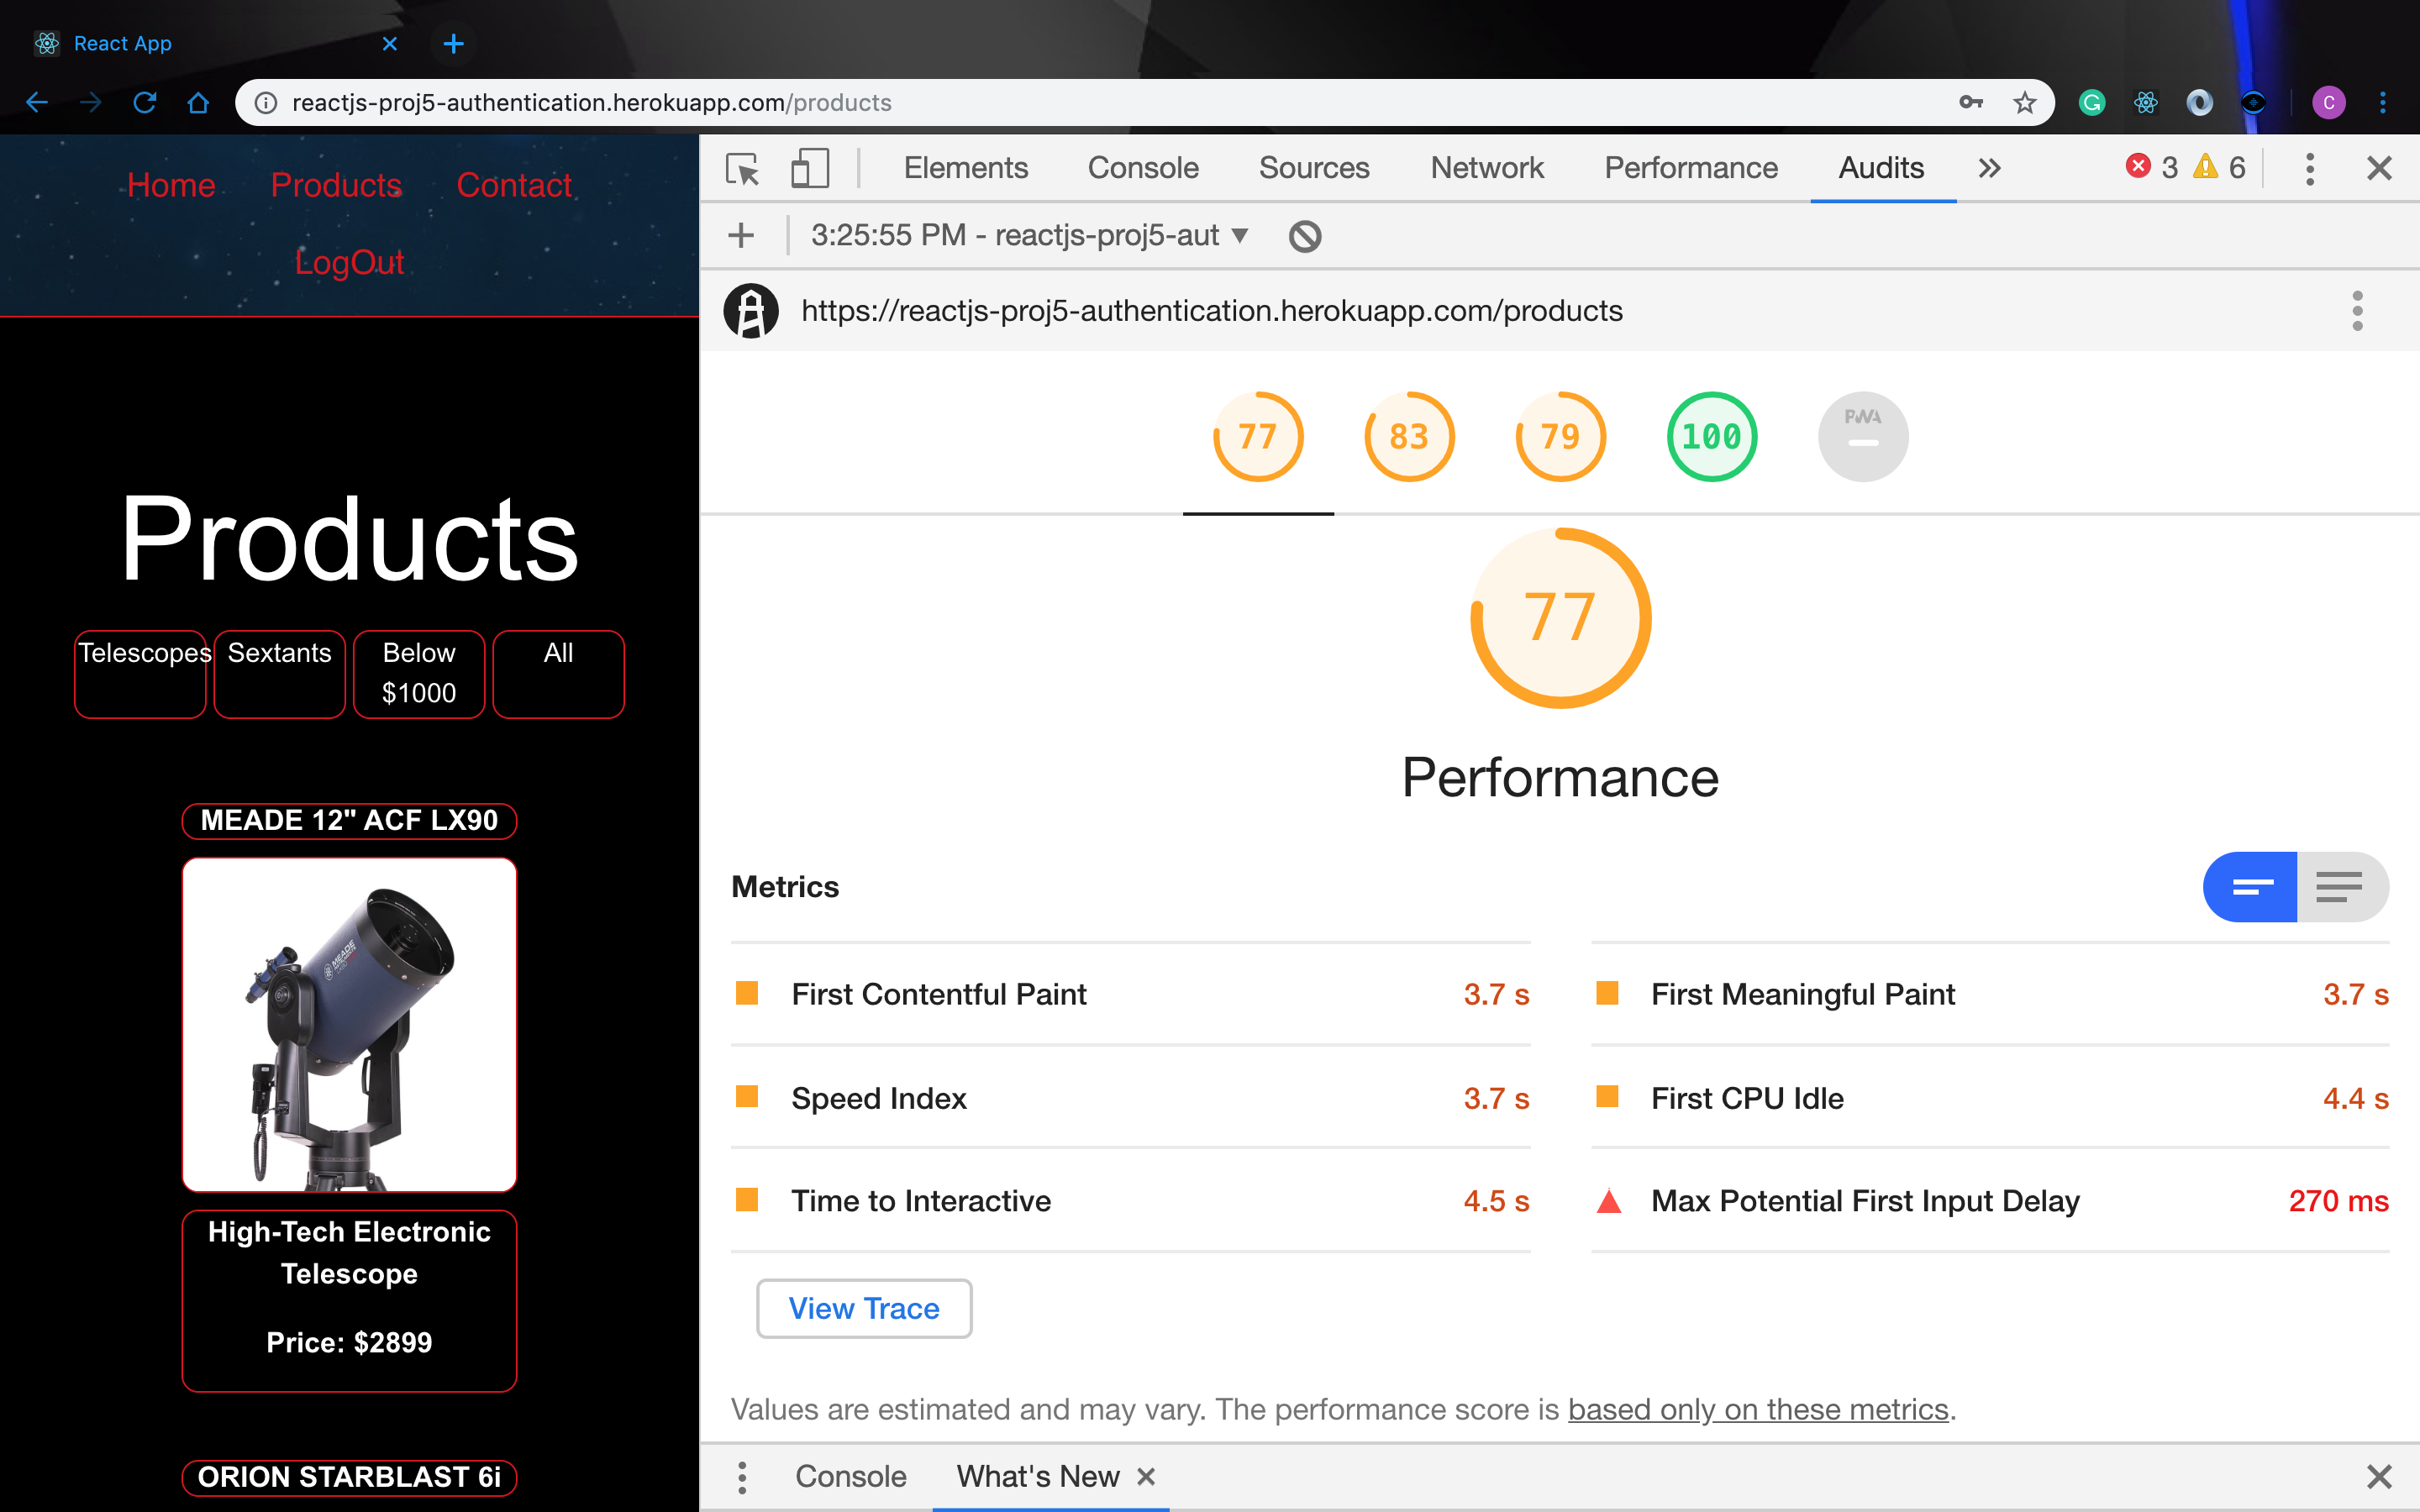 React App
reactjs-proj5-authentication.herokuapp.com/products
C
Home Products Contact
LogOut
Products
Telescopes Sextants Below $1000 All
MEADE 12" ACF LX90
MEADE
High-Tech Electronic
Telescope
Price: $2899
ORION STARBLAST 6i
Elements Console Sources Network Performance Audits 3 6
3:25:55 PM - reactjs-proj5-aut
https://reactjs-proj5-authentication.herokuapp.com/products
77 83 79 100 PWA
77
Performance
Metrics
First Contentful Paint 3.7 s
First Meaningful Paint 3.7 s
Speed Index 3.7 s
First CPU Idle 4.4 s
Time to Interactive 4.5 s
Max Potential First Input Delay 270 ms
View Trace
Values are estimated and may vary. The performance score is based only on these metrics.
Console What's New